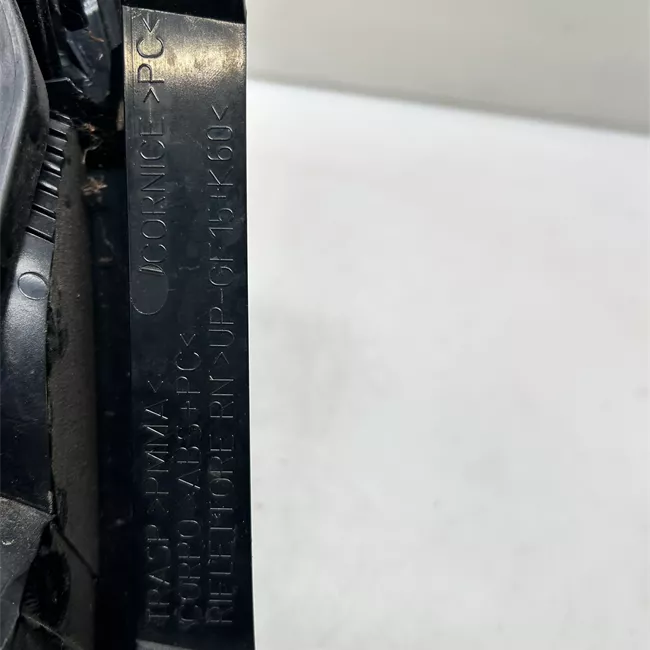 TRASP >PMMA<
CORPO >ABS+PC<
RIFLETTORE RN >UP-GF15+K60<
CORNICE >PC<